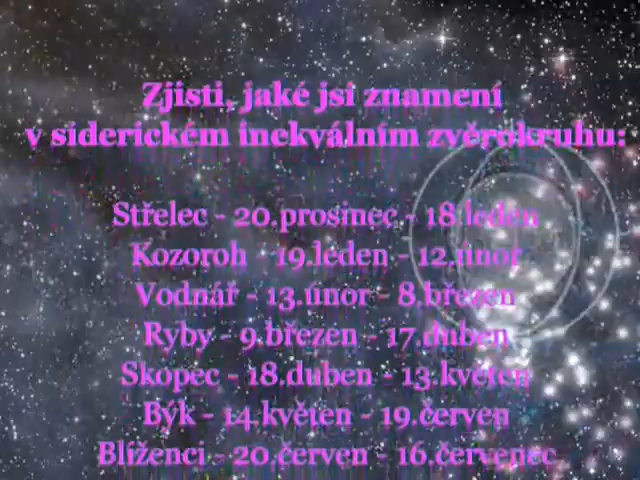 Zjisti, jaké jsi znamení
v siderickém inekválním zvěrokruhu:
Střelec - 20.prosinec - 18.leden
Kozoroh - 19.leden - 12.únor
Vodnář - 13.únor - 8.březen
Ryby - 9.březen - 17.duben
Skopec - 18.duben - 13.květen
Býk - 14.květen - 19.červen
Blíženci - 20.červen - 16.červenec